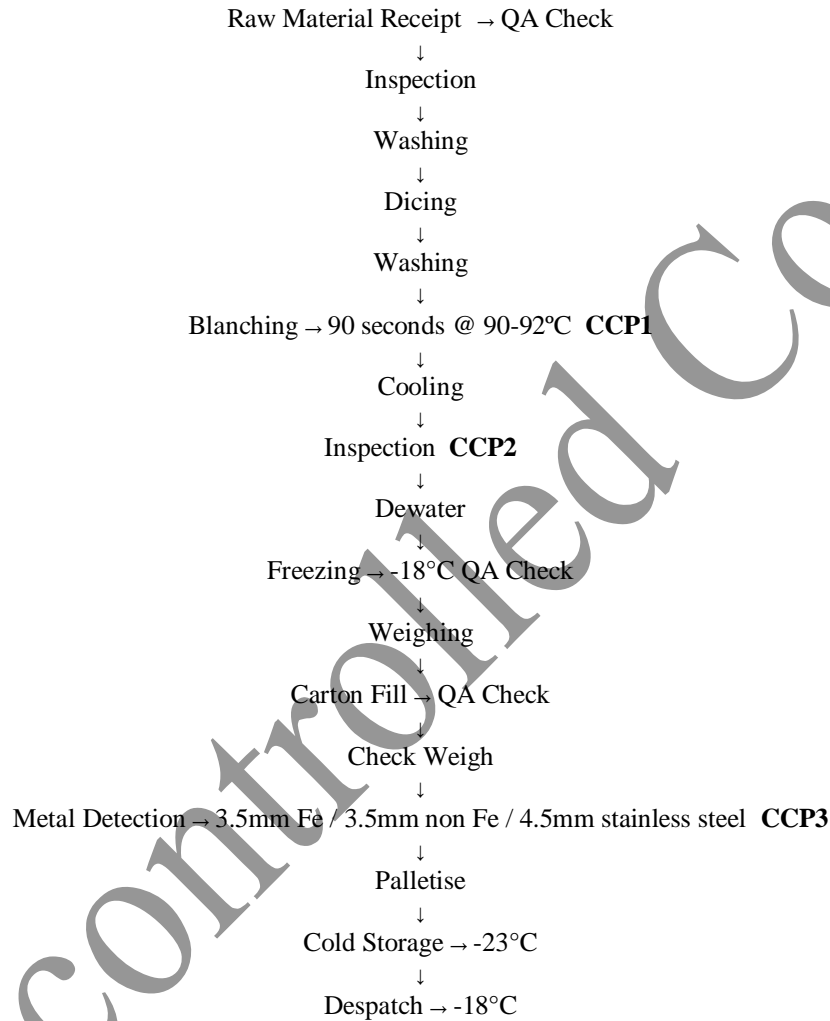 Raw Material Receipt → QA Check
↓
Inspection
↓
Washing
↓
Dicing
↓
Washing
↓
Blanching → 90 seconds @ 90-92ºC CCP1
↓
Cooling
↓
Inspection CCP2
↓
Dewater
↓
Freezing → -18°C QA Check
↓
Weighing
↓
Carton Fill → QA Check
↓
Check Weigh
↓
Metal Detection → 3.5mm Fe / 3.5mm non Fe / 4.5mm stainless steel CCP3
↓
Palletise
↓
Cold Storage → -23°C
↓
Despatch → -18°C
controlled Co